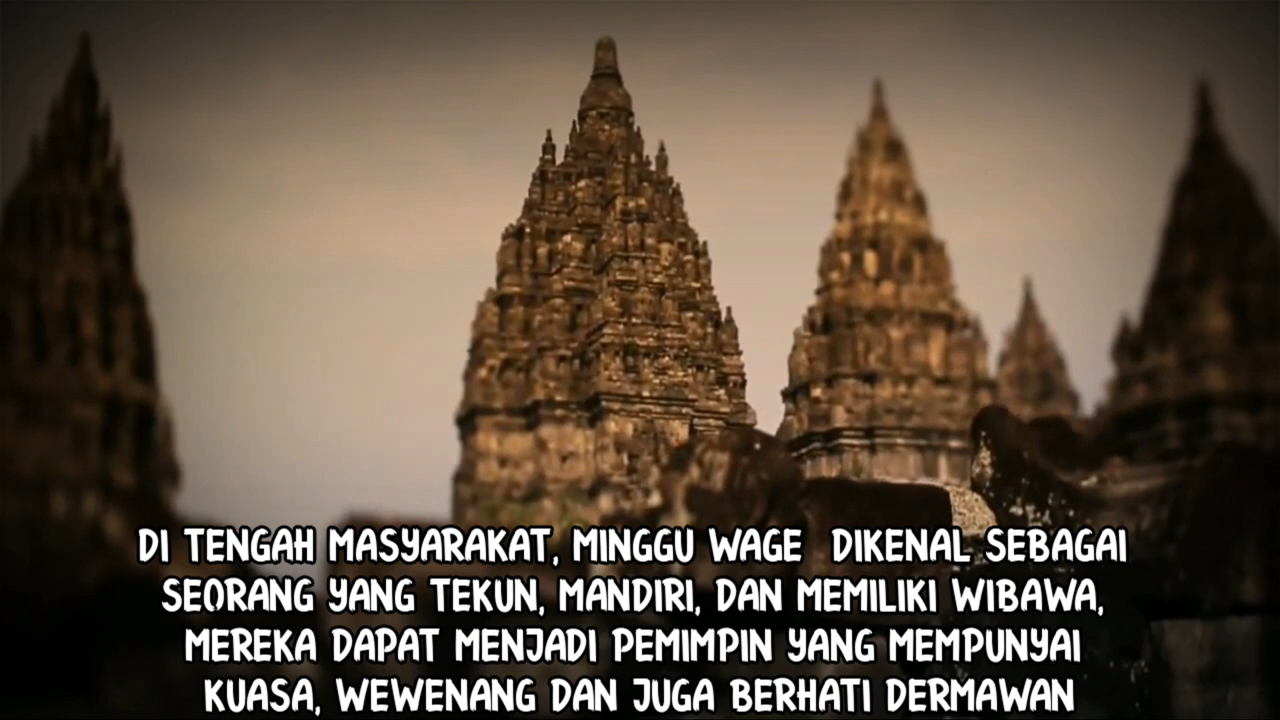 DI TENGAH MASYARAKAT, MINGGU WAGE DIKENAL SEBAGAI
SEORANG YANG TEKUN, MANDIRI, DAN MEMILIKI WIBAWA,
MEREKA DAPAT MENJADI PEMIMPIN YANG MEMPUNYAI
KUASA, WEWENANG DAN JUGA BERHATI DERMAWAN